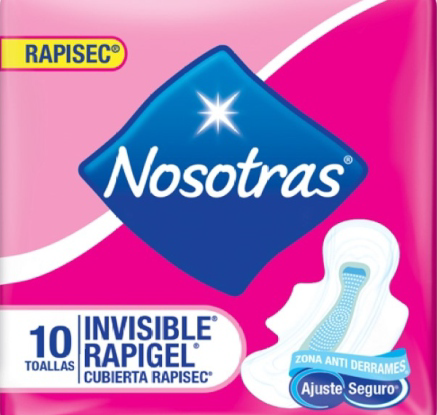 RAPISEC®
Nosotras®
10
TOALLAS
INVISIBLE®
RAPIGEL®
CUBIERTA RAPISEC®
ZONA ANTI DERRAMES
Ajuste Seguro®